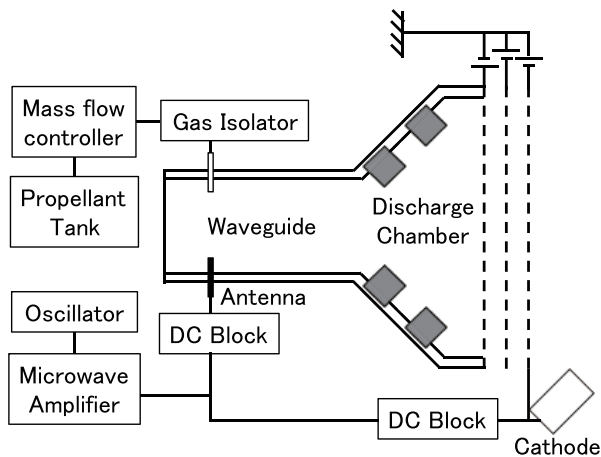 Mass flow
controller
Gas Isolator
Propellant
Tank
Waveguide
Discharge
Chamber
Antenna
Oscillator
DC Block
Microwave
Amplifier
DC Block
Cathode